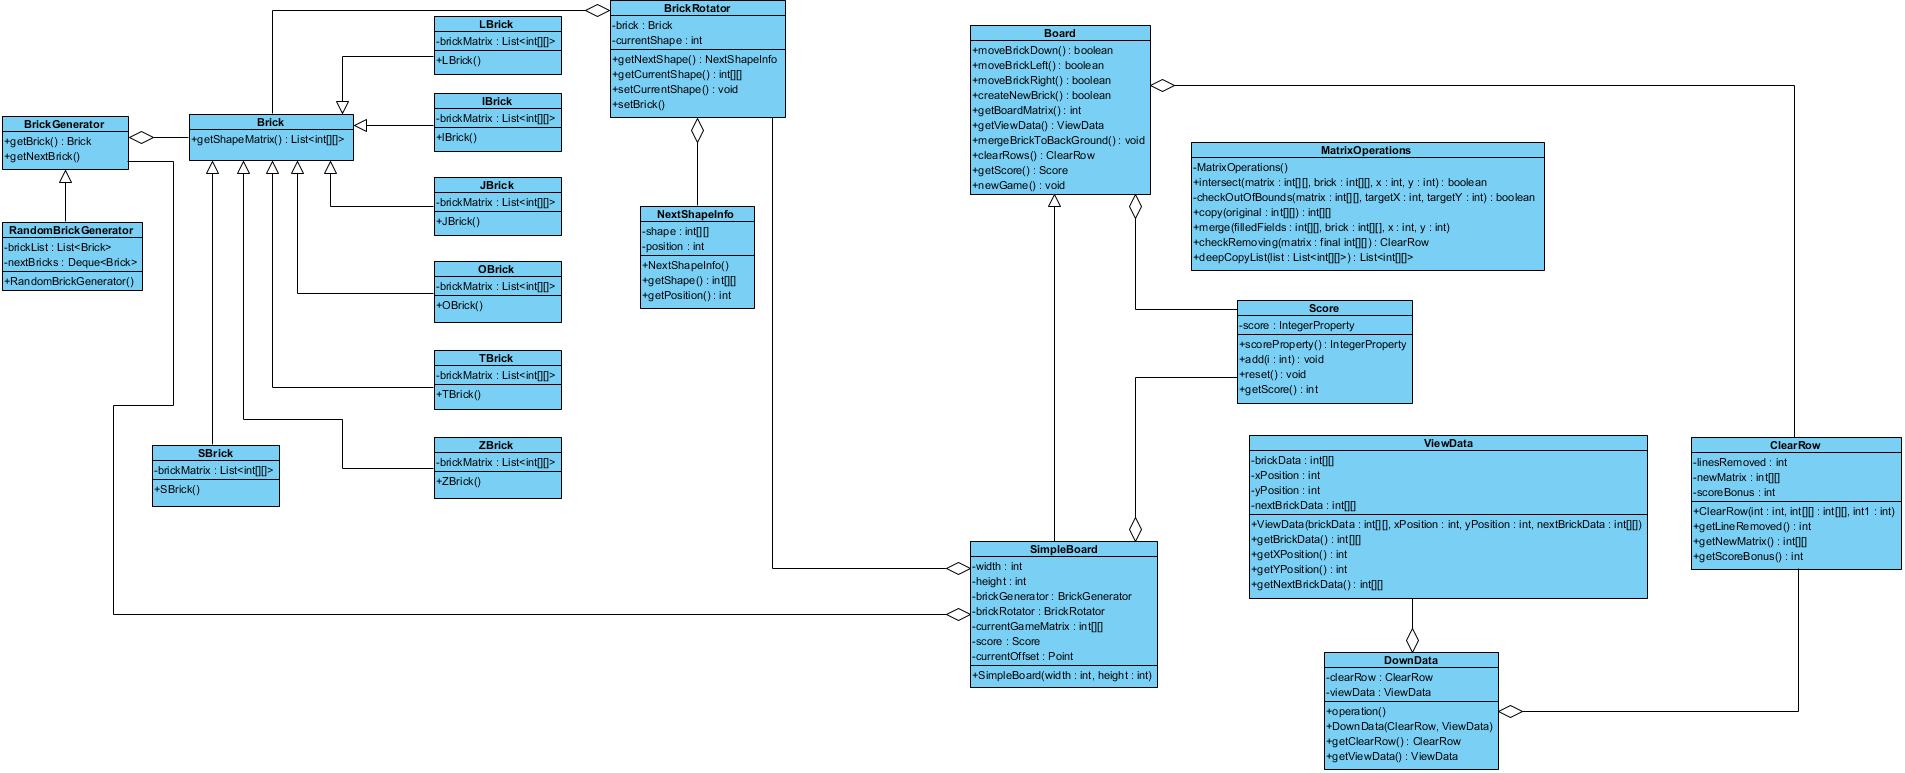 BrickGenerator
+getBrick() : Brick
+getNextBrick()
RandomBrickGenerator
-brickList : List<Brick>
-nextBricks : Deque<Brick>
+RandomBrickGenerator()
Brick
+getShapeMatrix() : List<int[][]>
SBrick
-brickMatrix : List<int[][]>
+SBrick()
LBrick
-brickMatrix : List<int[][]>
+LBrick()
IBrick
-brickMatrix : List<int[][]>
+IBrick()
JBrick
-brickMatrix : List<int[][]>
+JBrick()
OBrick
-brickMatrix : List<int[][]>
+OBrick()
TBrick
-brickMatrix : List<int[][]>
+TBrick()
ZBrick
-brickMatrix : List<int[][]>
+ZBrick()
BrickRotator
-brick : Brick
-currentShape : int
+getNextShape() : NextShapeInfo
+getCurrentShape() : int[][]
+setCurrentShape() : void
+setBrick()
NextShapeInfo
-shape : int[][]
-position : int
+NextShapeInfo()
+getShape() : int[][]
+getPosition() : int
Board
+moveBrickDown() : boolean
+moveBrickLeft() : boolean
+moveBrickRight() : boolean
+createNewBrick() : boolean
+getBoardMatrix() : int
+getViewData() : ViewData
+mergeBrickToBackGround() : void
+clearRows() : ClearRow
+getScore() : Score
+newGame() : void
MatrixOperations
-MatrixOperations()
+intersect(matrix : int[][], brick : int[][], x : int, y : int) : boolean
-checkOutOfBounds(matrix : int[][], targetX : int, targetY : int) : boolean
+copy(original : int[][]) : int[][]
+merge(filledFields : int[][], brick : int[][], x : int, y : int)
+checkRemoving(matrix : final int[][]) : ClearRow
+deepCopyList(list : List<int[][]>) : List<int[][]>
Score
-score : IntegerProperty
+scoreProperty() : IntegerProperty
+add(i : int) : void
+reset() : void
+getScore() : int
ViewData
-brickData : int[][]
-xPosition : int
-yPosition : int
-nextBrickData : int[][]
+ViewData(brickData : int[][], xPosition : int, yPosition : int, nextBrickData : int[][])
+getBrickData() : int[][]
+getXPosition() : int
+getYPosition() : int
+getNextBrickData() : int[][]
ClearRow
-linesRemoved : int
-newMatrix : int[][]
-scoreBonus : int
+ClearRow(int : int, int[][] : int[][], int1 : int)
+getLineRemoved() : int
+getNewMatrix() : int[][]
+getScoreBonus() : int
SimpleBoard
-width : int
-height : int
-brickGenerator : BrickGenerator
-brickRotator : BrickRotator
-currentGameMatrix : int[][]
-score : Score
-currentOffset : Point
+SimpleBoard(width : int, height : int)
DownData
-clearRow : ClearRow
-viewData : ViewData
+operation()
+DownData(ClearRow, ViewData)
+getClearRow() : ClearRow
+getViewData() : ViewData